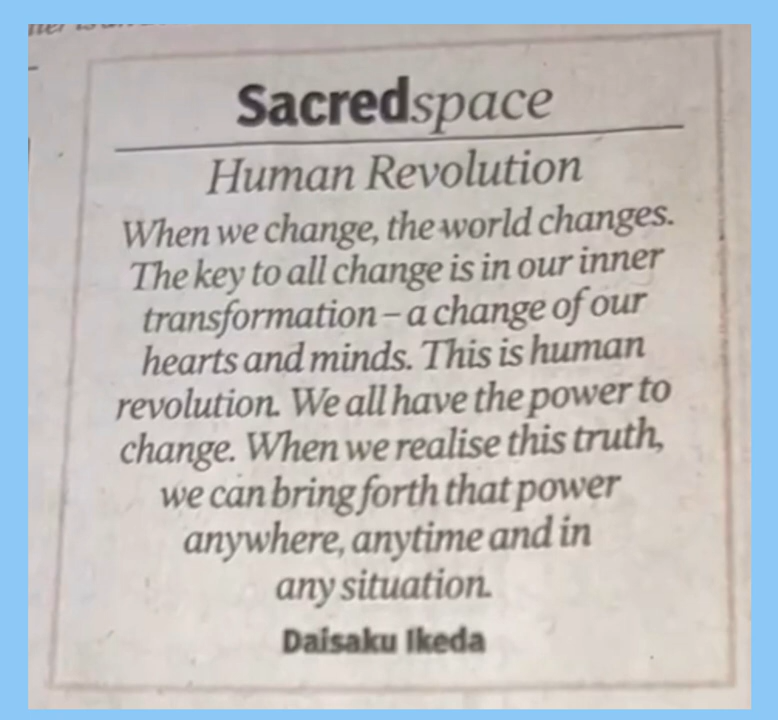 Sacredspace
Human Revolution
When we change, the world changes.
The key to all change is in our inner
transformation – a change of our
hearts and minds. This is human
revolution. We all have the power to
change. When we realise this truth,
we can bring forth that power
anywhere, anytime and in
any situation.
Daisaku Ikeda